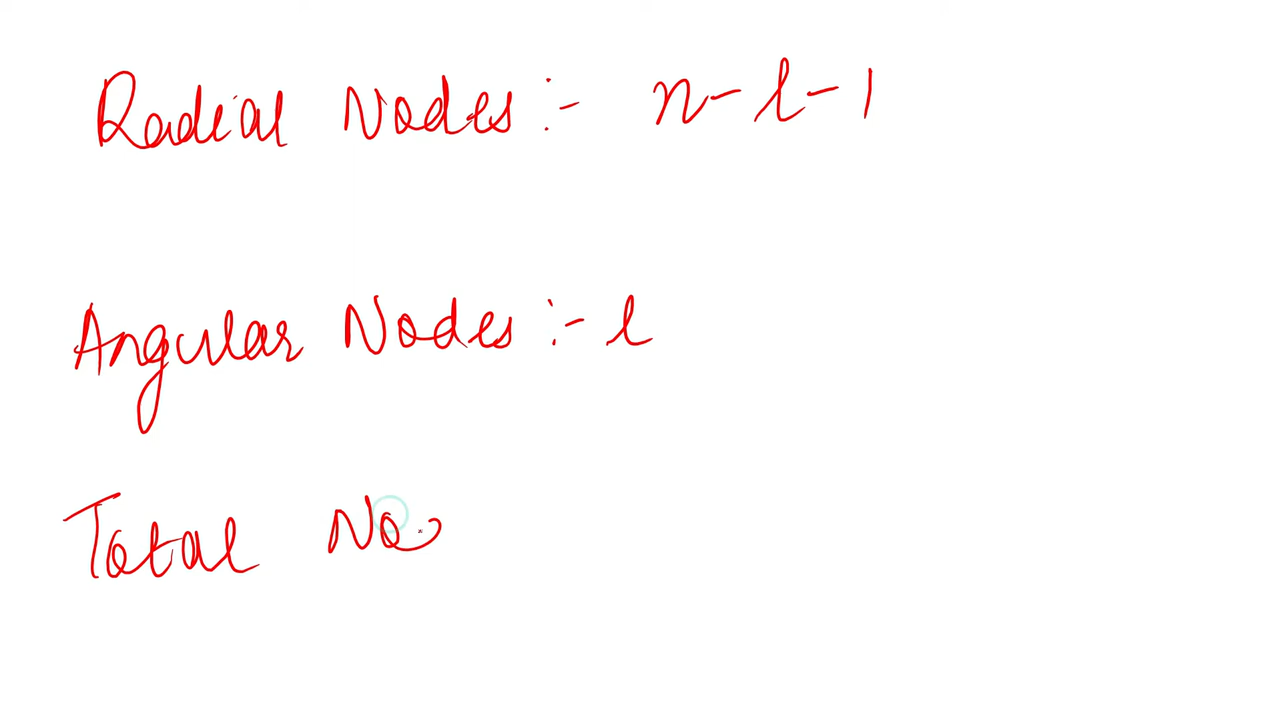 Radial Nodes :- n-l-1
Angular Nodes :- l
Total No